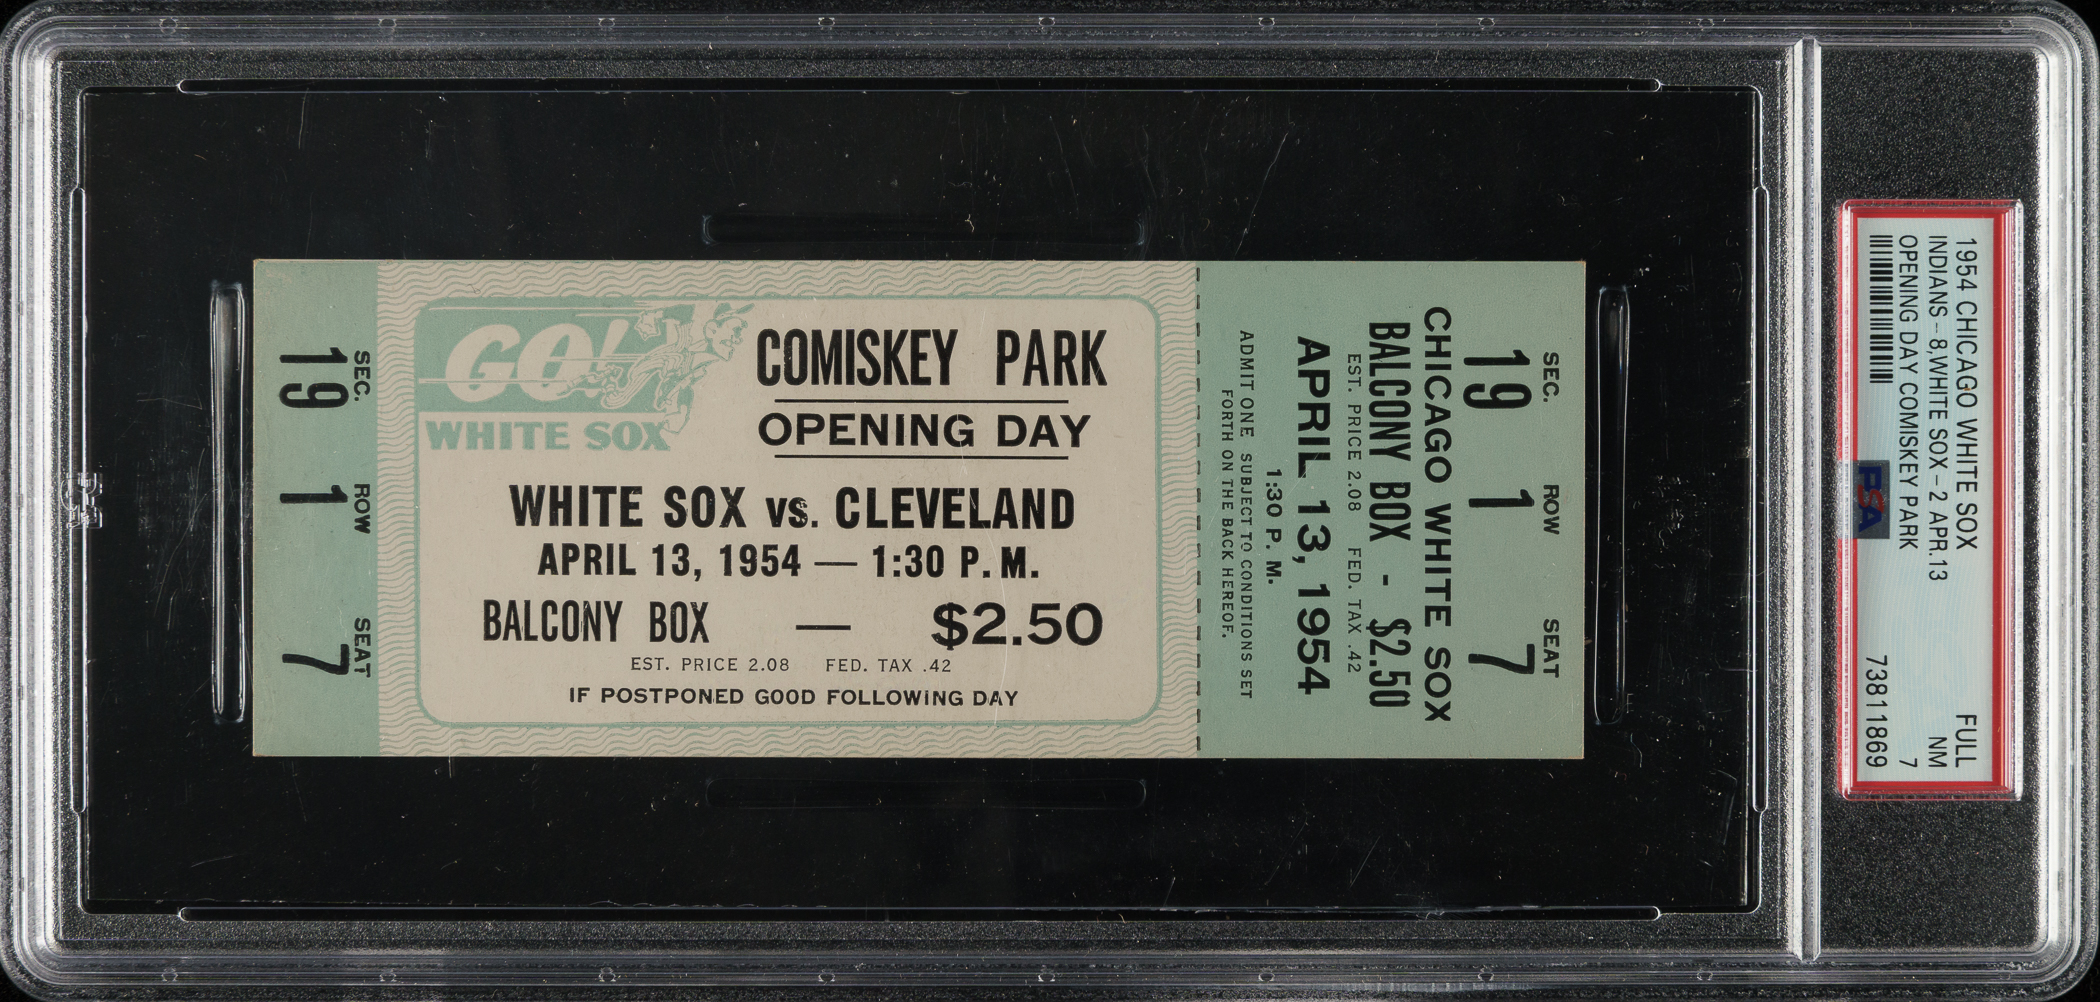 SEC. ROW SEAT
19 1 7
GO!
WHITE SOX
COMISKEY PARK
OPENING DAY
WHITE SOX vs. CLEVELAND
APRIL 13, 1954 — 1:30 P. M.
BALCONY BOX — $2.50
EST. PRICE 2.08 FED. TAX .42
IF POSTPONED GOOD FOLLOWING DAY
SEC. ROW SEAT
19 1 7
CHICAGO WHITE SOX
BALCONY BOX - $2.50
EST. PRICE 2.08 FED. TAX .42
APRIL 13, 1954
1:30 P. M.
ADMIT ONE SUBJECT TO CONDITIONS SET
FORTH ON THE BACK HEREOF.
1954 CHICAGO WHITE SOX FULL
INDIANS - 8,WHITE SOX - 2 APR.13 NM
OPENING DAY COMISKEY PARK 7
73811869
PSA
PSA